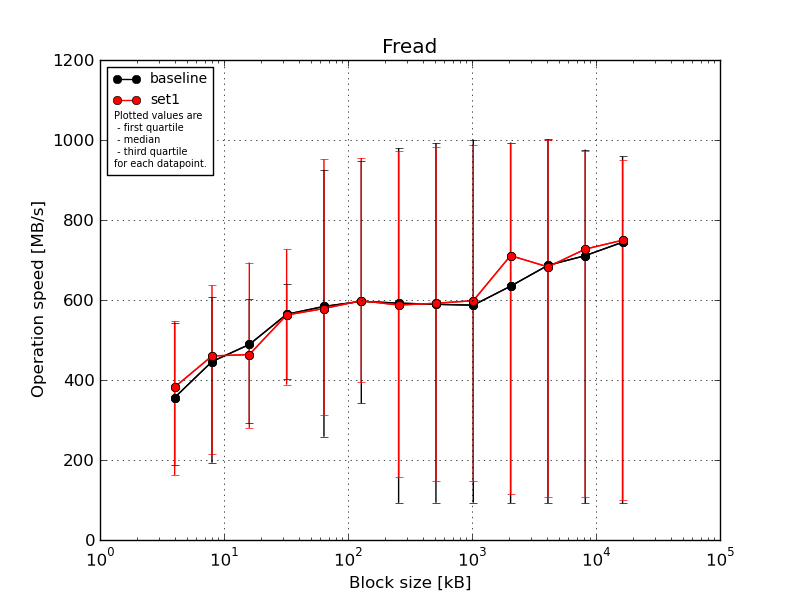 Fread
1200
1000
800
600
400
200
0
Operation speed [MB/s]
baseline
set1
Plotted values are
- first quartile
- median
- third quartile
for each datapoint.
10^0
10^1
10^2
10^3
10^4
10^5
Block size [kB]